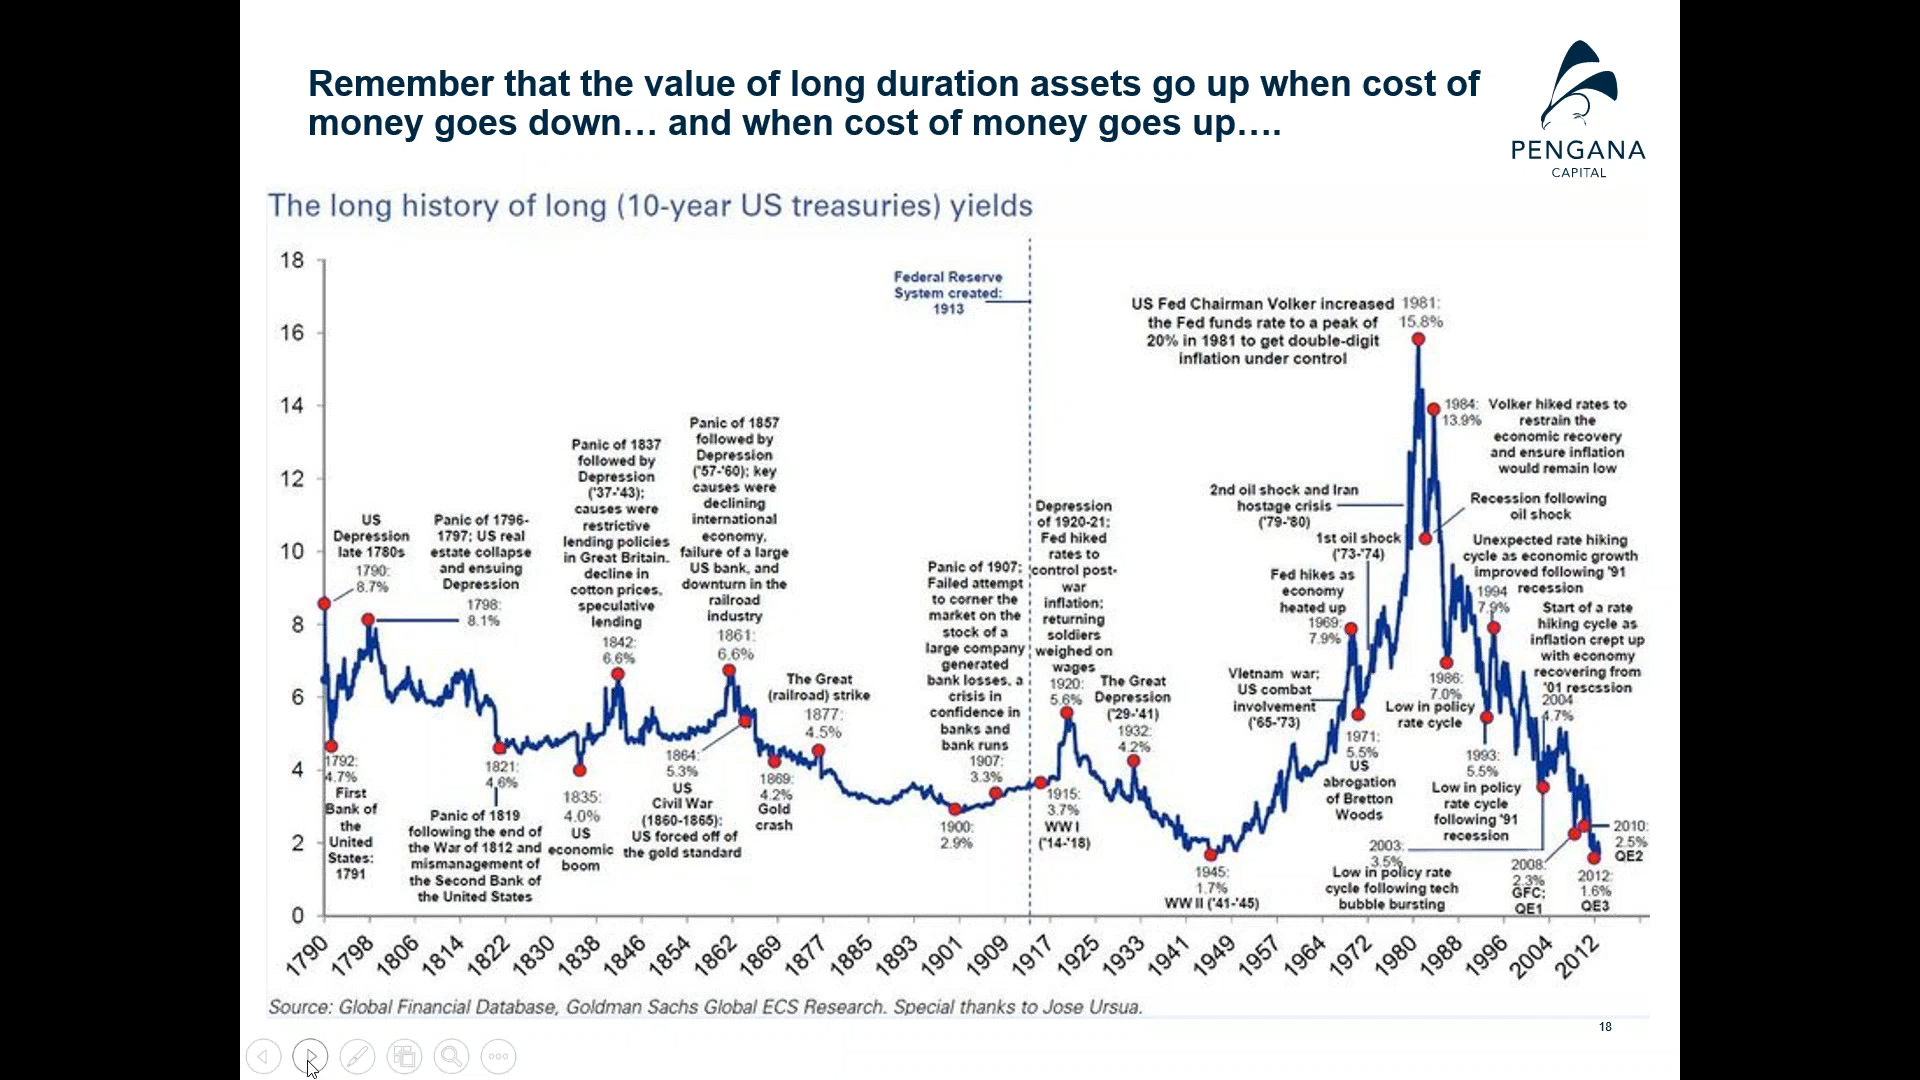 Remember that the value of long duration assets go up when cost of
money goes down… and when cost of money goes up….
PENGANA
CAPITAL
The long history of long (10-year US treasuries) yields
18
16
14
12
10
8
6
4
2
0
Federal Reserve
System created:
1913
US
Depression
late 1780s
1790:
8.7%
Panic of 1796-
1797; US real
estate collapse
and ensuing
Depression
1798:
8.1%
1792:
4.7%
First
Bank of
the
United
States:
1791
1821:
4.6%
Panic of 1819
following the end of
the War of 1812 and
mismanagement of
the Second Bank of
the United States
Panic of 1837
followed by
Depression
('37-'43);
causes were
restrictive
lending policies
in Great Britain.
decline in
cotton prices,
speculative
lending
1842:
6.6%
1835:
4.0%
US
economic
boom
Panic of 1857
followed by
Depression
('57-'60); key
causes were
declining
international
economy,
failure of a large
US bank, and
downturn in the
railroad
industry
1861:
6.6%
1864:
5.3%
US
Civil War
(1860-1865):
US forced off of
the gold standard
1869:
4.2%
Gold
crash
The Great
(railroad) strike
1877:
4.5%
Panic of 1907:
Failed attempt
to corner the
market on the
stock of a
large company
generated
bank losses, a
crisis in
confidence in
banks and
bank runs
1907:
3.3%
1900:
2.9%
Depression
of 1920-21;
Fed hiked
rates to
control post-
war
inflation;
returning
soldiers
weighed on
wages
1920:
5.6%
1915:
3.7%
WW I
('14-'18)
The Great
Depression
('29-'41)
1932:
4.2%
1945:
1.7%
WW II ('41-'45)
US Fed Chairman Volker increased
the Fed funds rate to a peak of
20% in 1981 to get double-digit
inflation under control
1981:
15.8%
2nd oil shock and Iran
hostage crisis
('79-'80)
1st oil shock
('73-'74)
Fed hikes as
economy
heated up
1969:
7.9%
Vietnam war;
US combat
involvement
('65-'73)
1971:
5.5%
US
abrogation
of Bretton
Woods
1984:
13.9%
Volker hiked rates to
restrain the
economic recovery
and ensure inflation
would remain low
Recession following
oil shock
Unexpected rate hiking
cycle as economic growth
improved following '91
recession
1994
7.9%
1986:
7.0%
Low in policy
rate cycle
1993:
5.5%
Low in policy
rate cycle
following '91
recession
Start of a rate
hiking cycle as
inflation crept up
with economy
recovering from
'01 rescssion
2004
4.7%
2003:
3.5%
Low in policy rate
cycle following tech
bubble bursting
2008:
2.3%
GFC;
QE1
2010:
2.5%
QE2
2012:
1.6%
QE3
1790 1798 1806 1814 1822 1830 1838 1846 1854 1862 1869 1877 1885 1893 1901 1909 1917 1925 1933 1941 1949 1957 1964 1972 1980 1988 1996 2004 2012
Source: Global Financial Database, Goldman Sachs Global ECS Research. Special thanks to Jose Ursua.
18